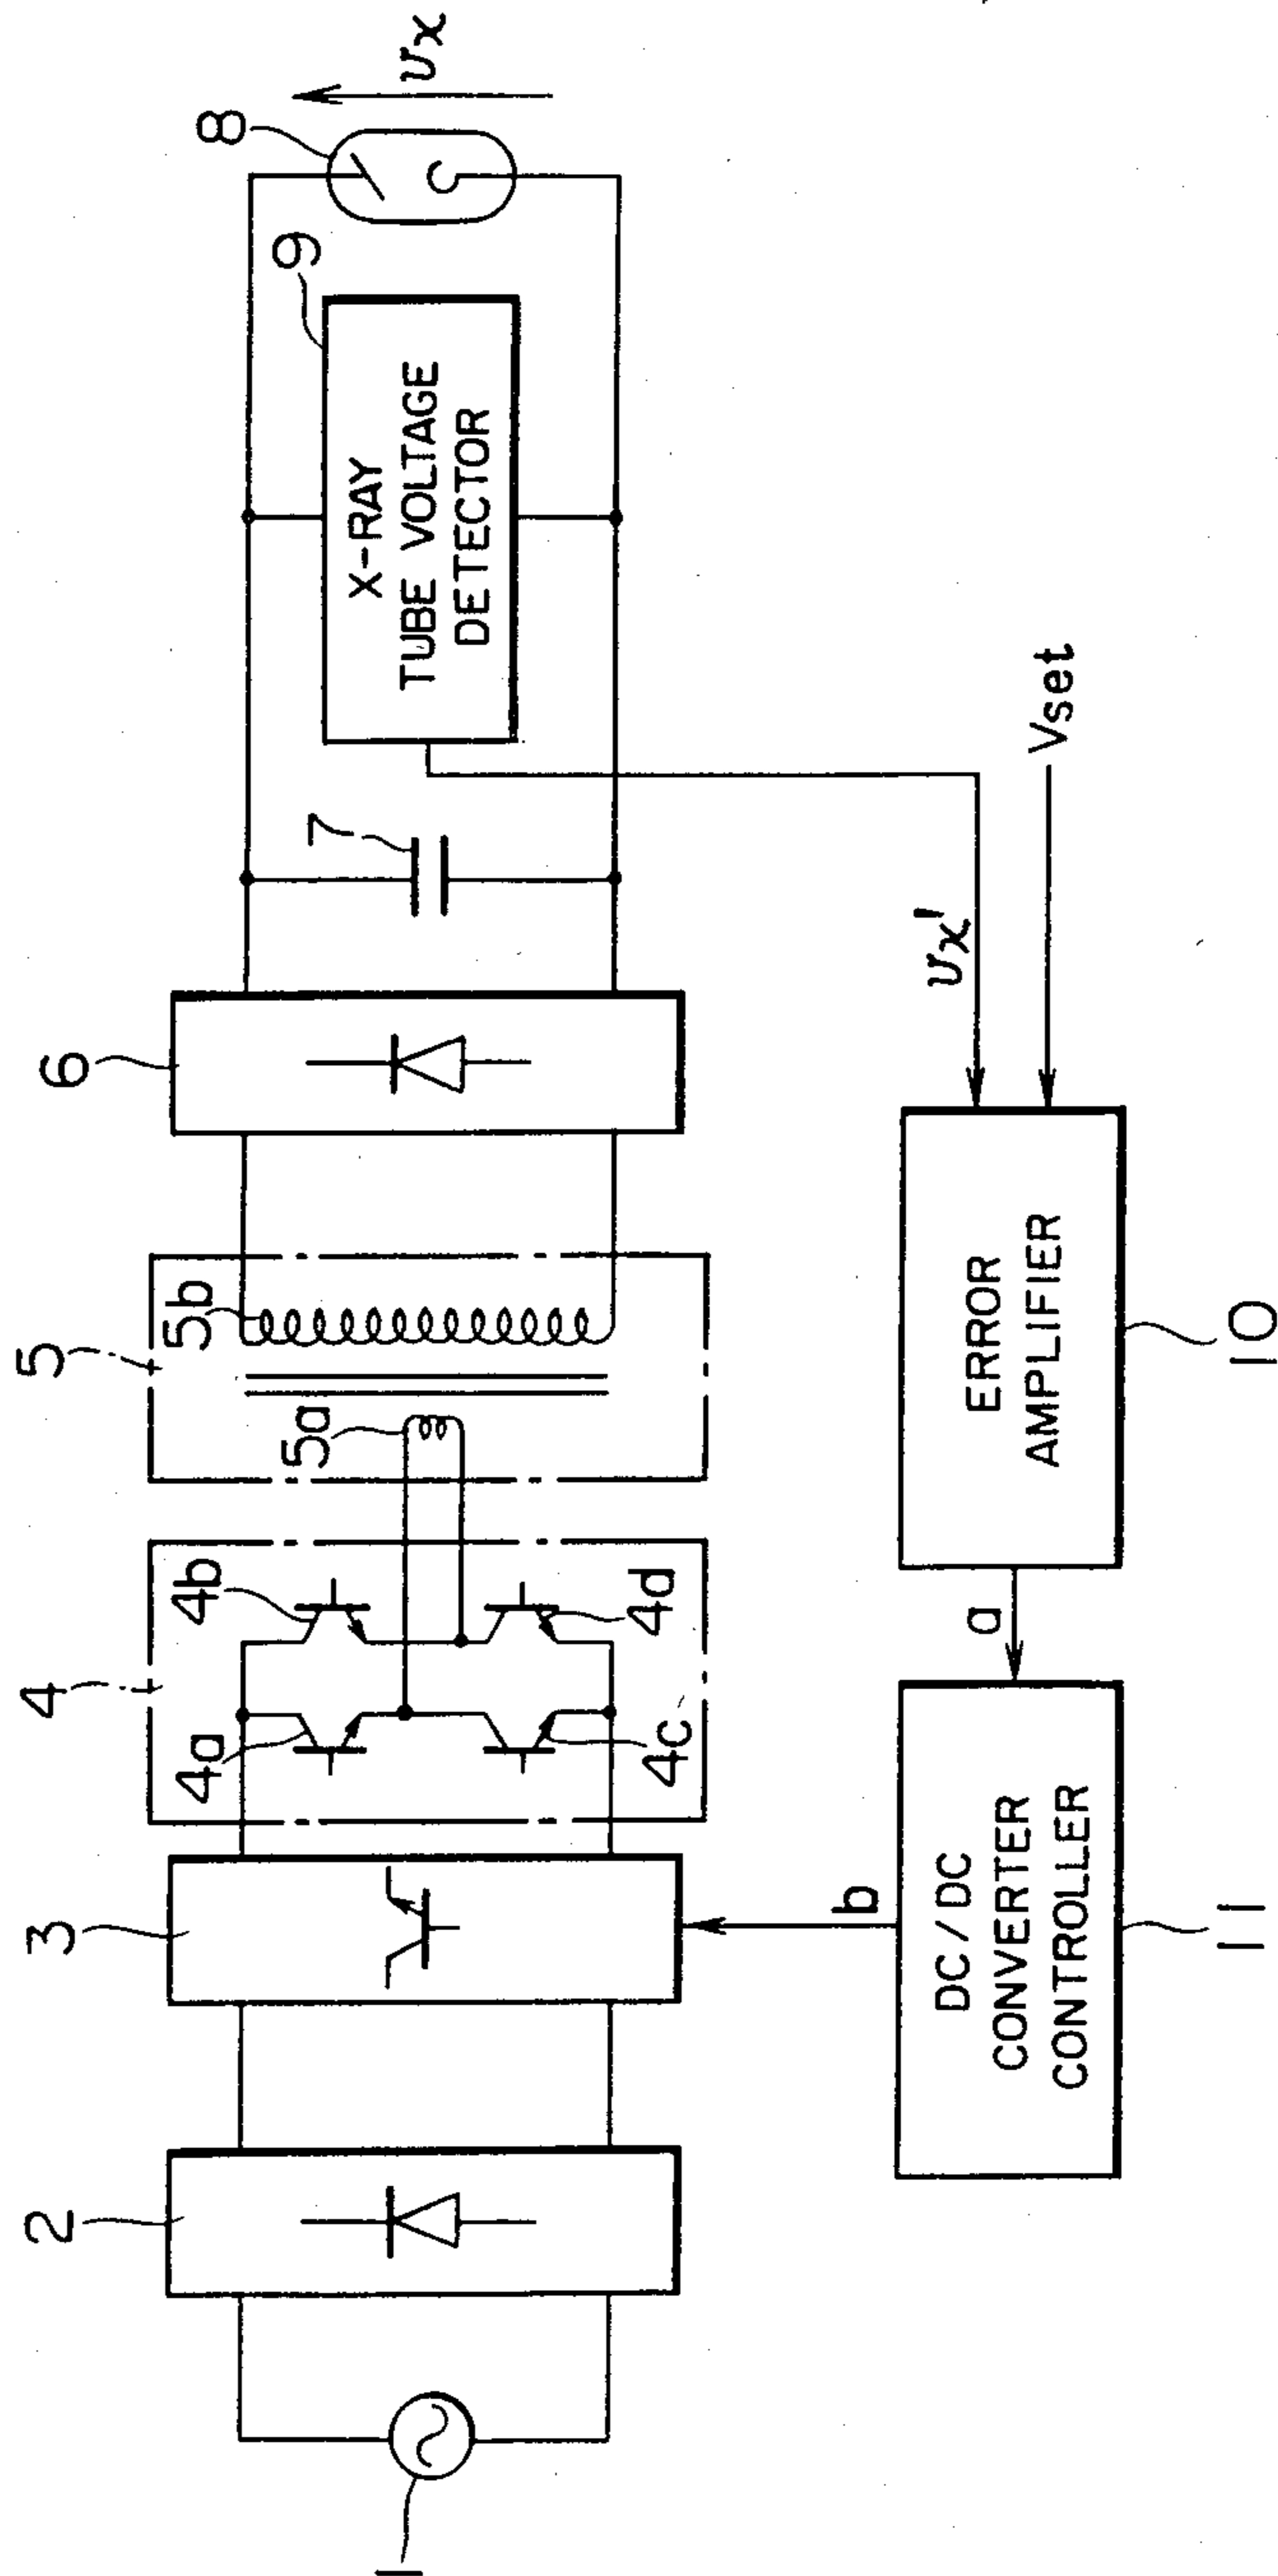 1
2
3
4
4a
4b
4c
4d
5
5a
5b
6
7
X-RAY
TUBE VOLTAGE
DETECTOR
9
8
vx
vx'
Vset
ERROR
AMPLIFIER
10
a
DC/DC
CONVERTER
CONTROLLER
11
b